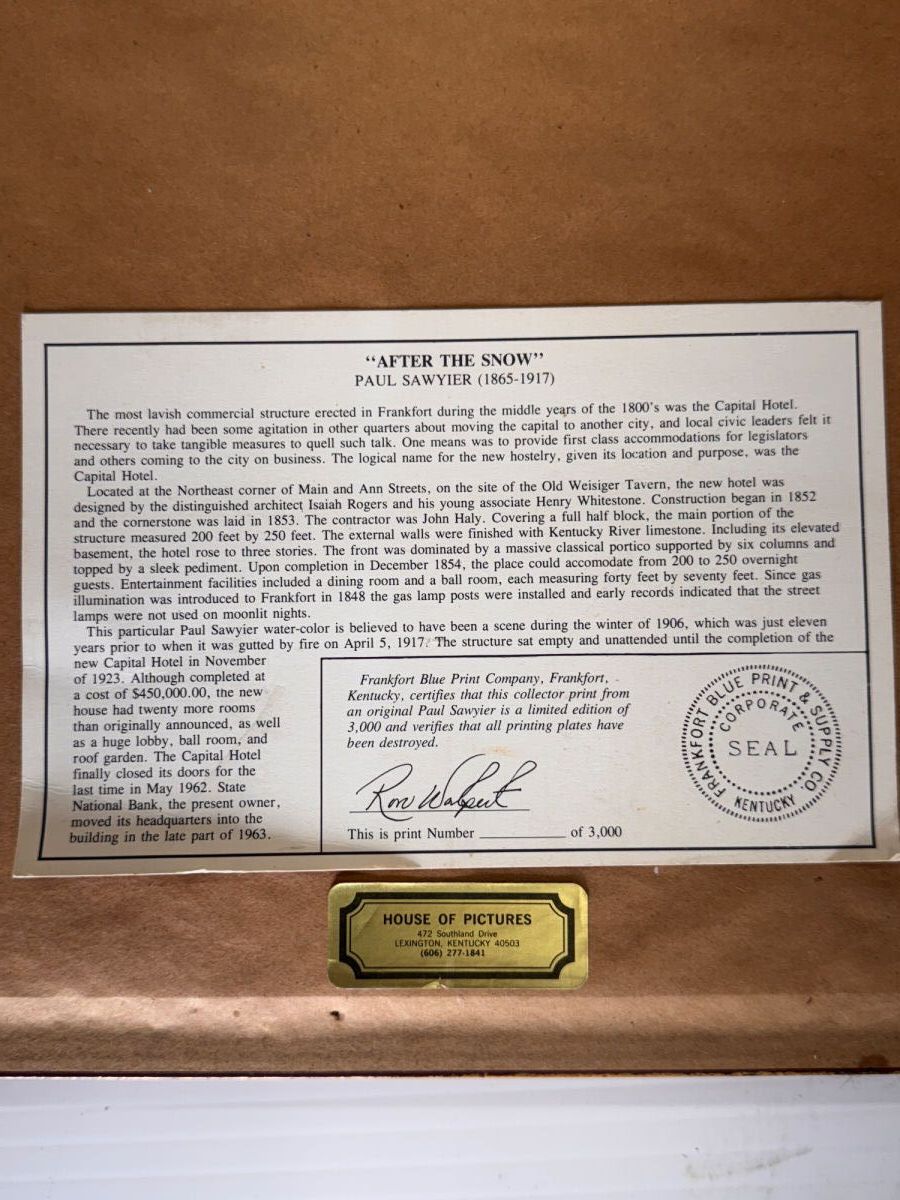 “AFTER THE SNOW”
PAUL SAWYIER (1865-1917)
The most lavish commercial structure erected in Frankfort during the middle years of the 1800's was the Capital Hotel.
There recently had been some agitation in other quarters about moving the capital to another city, and local civic leaders felt it
necessary to take tangible measures to quell such talk. One means was to provide first class accommodations for legislators
and others coming to the city on business. The logical name for the new hostelry, given its location and purpose, was the
Capital Hotel.
Located at the Northeast corner of Main and Ann Streets, on the site of the Old Weisiger Tavern, the new hotel was
designed by the distinguished architect Isaiah Rogers and his young associate Henry Whitestone. Construction began in 1852
and the cornerstone was laid in 1853. The contractor was John Haly. Covering a full half block, the main portion of the
structure measured 200 feet by 250 feet. The external walls were finished with Kentucky River limestone. Including its elevated
basement, the hotel rose to three stories. The front was dominated by a massive classical portico supported by six columns and
topped by a sleek pediment. Upon completion in December 1854, the place could accomodate from 200 to 250 overnight
guests. Entertainment facilities included a dining room and a ball room, each measuring forty feet by seventy feet. Since gas
illumination was introduced to Frankfort in 1848 the gas lamp posts were installed and early records indicated that the street
lamps were not used on moonlit nights.
This particular Paul Sawyier water-color is believed to have been a scene during the winter of 1906, which was just eleven
years prior to when it was gutted by fire on April 5, 1917. The structure sat empty and unattended until the completion of the
new Capital Hotel in November
of 1923. Although completed at
a cost of $450,000.00, the new
house had twenty more rooms
than originally announced, as well
as a huge lobby, ball room, and
roof garden. The Capital Hotel
finally closed its doors for the
last time in May 1962. State
National Bank, the present owner,
moved its headquarters into the
building in the late part of 1963.
Frankfort Blue Print Company, Frankfort,
Kentucky, certifies that this collector print from
an original Paul Sawyier is a limited edition of
3,000 and verifies that all printing plates have
been destroyed.
Ron
This is print Number __________ of 3,000
FRANKFORT BLUE PRINT & SUPPLY CO.
CORPORATE
SEAL
KENTUCKY
HOUSE OF PICTURES
472 Southland Drive
LEXINGTON, KENTUCKY 40503
(606) 277-1841